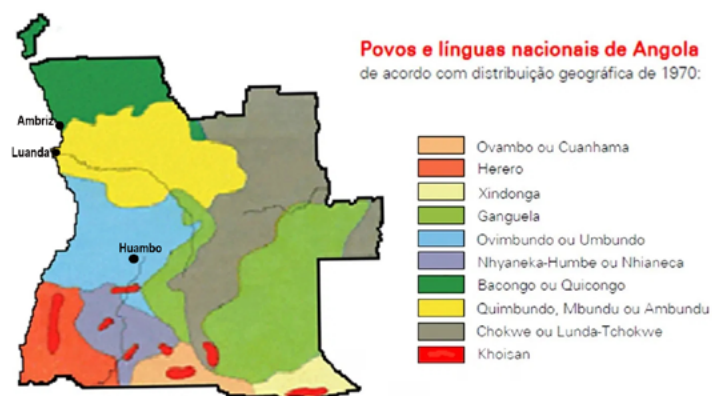 Povos e línguas nacionais de Angola
de acordo com distribuição geográfica de 1970:
Ambriz
Luanda
Huambo
Ovambo ou Cuanhama
Herero
Xindonga
Ganguela
Ovimbundo ou Umbundo
Nhyaneka-Humbe ou Nhianeca
Bacongo ou Quicongo
Quimbundo, Mbundu ou Ambundu
Chokwe ou Lunda-Tchokwe
Khoisan